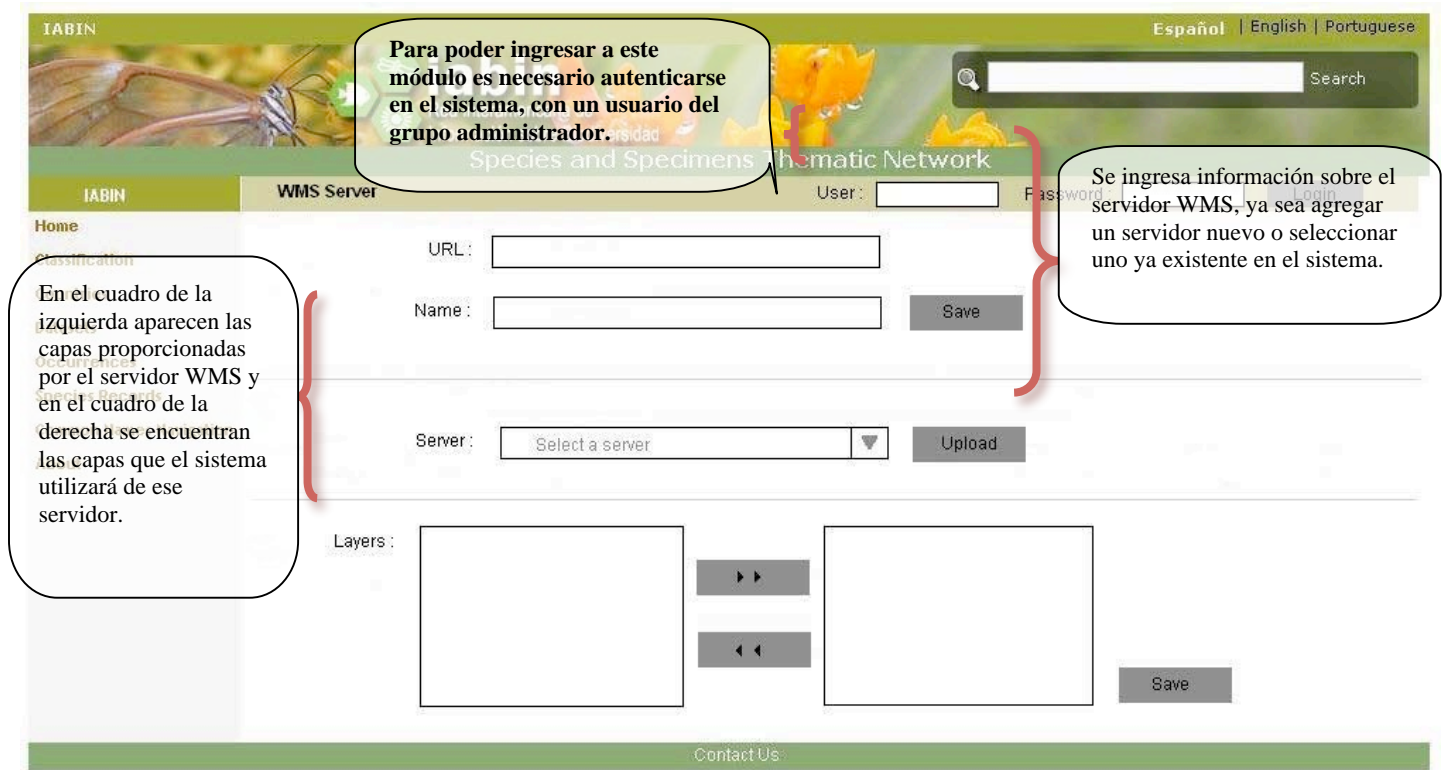 IABIN
Español | English | Portuguese
Para poder ingresar a este
módulo es necesario autenticarse
en el sistema, con un usuario del
grupo administrador.
iabin
Search
Species and Specimens Thematic Network
Se ingresa información sobre el
servidor WMS, ya sea agregar
un servidor nuevo o seleccionar
uno ya existente en el sistema.
IABIN
WMS Server
User :
Password :
Login
Home
Classification
URL :
En el cuadro de la
izquierda aparecen las
capas proporcionadas
por el servidor WMS y
en el cuadro de la
derecha se encuentran
las capas que el sistema
utilizará de ese
servidor.
Name :
Save
Occurrences
Species Records
Server :
Select a server
Upload
Layers :
Save
Contact Us